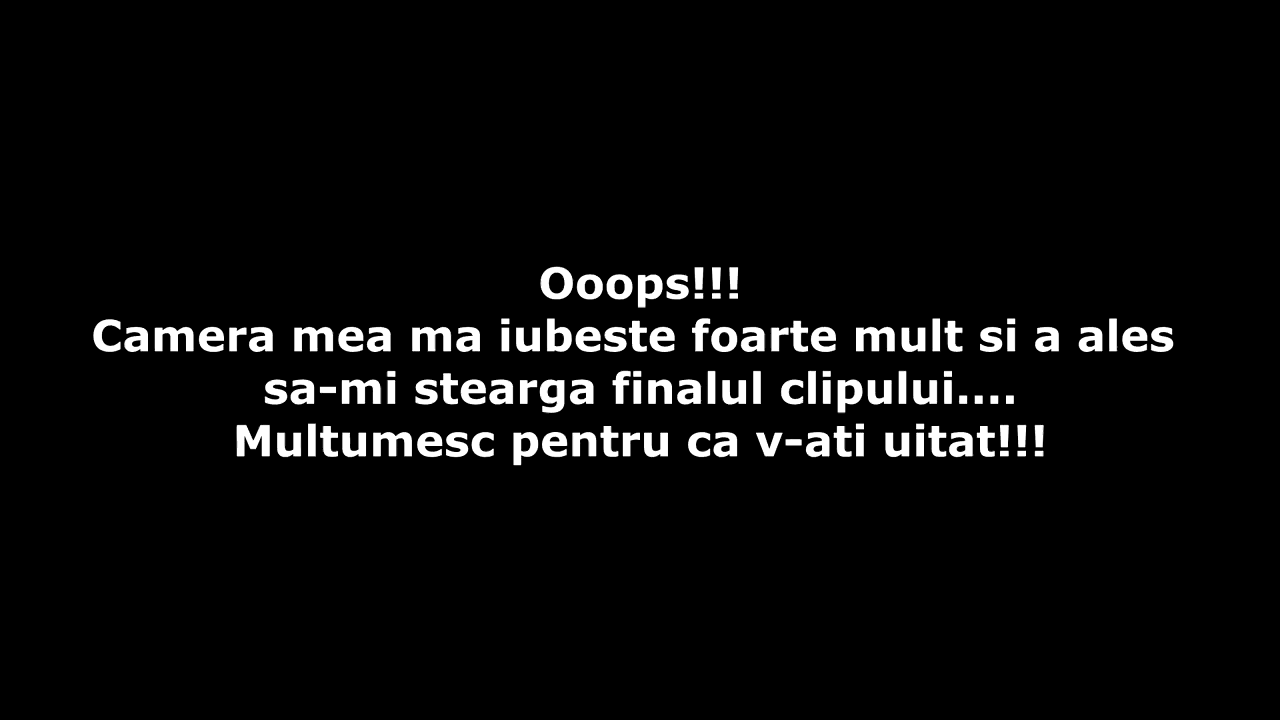 Ooops!!!
Camera mea ma iubeste foarte mult si a ales
sa-mi stearga finalul clipului....
Multumesc pentru ca v-ati uitat!!!